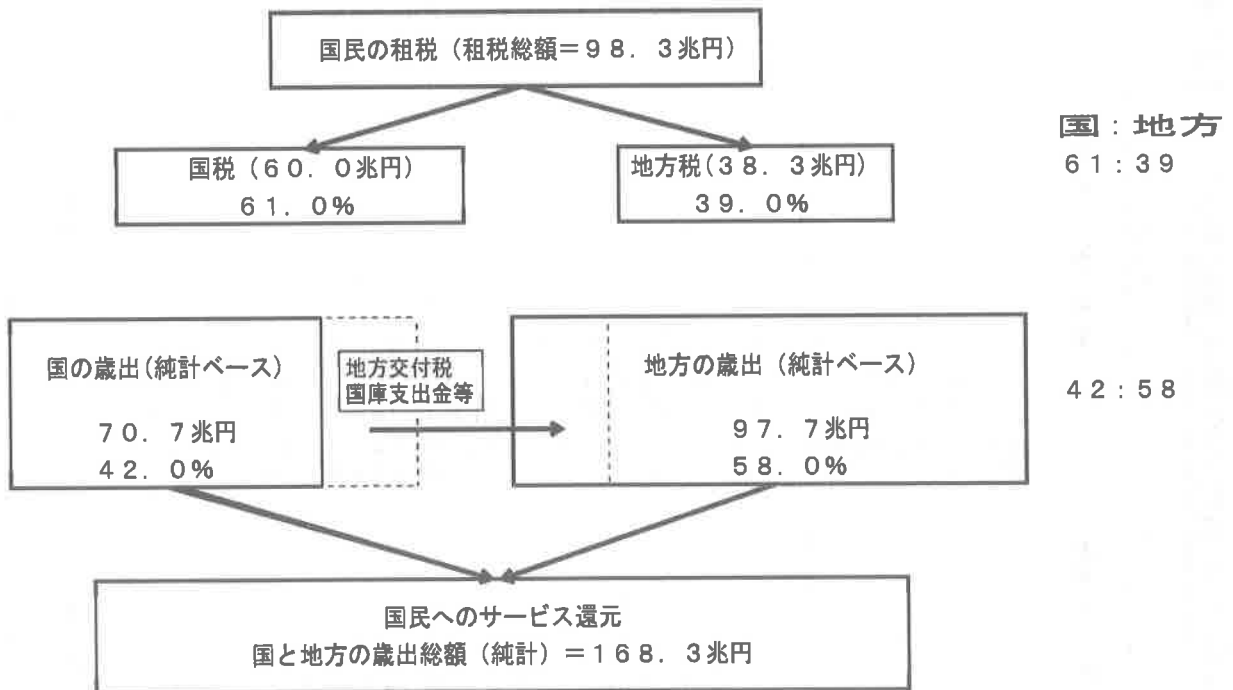 国民の租税（租税総額＝９８．３兆円）
国：地方
国税（６０．０兆円）
６１．０％
地方税（３８．３兆円）
３９．０％
６１：３９
国の歳出（純計ベース）
７０．７兆円
４２．０％
地方交付税
国庫支出金等
地方の歳出（純計ベース）
９７．７兆円
５８．０％
４２：５８
国民へのサービス還元
国と地方の歳出総額（純計）＝１６８．３兆円